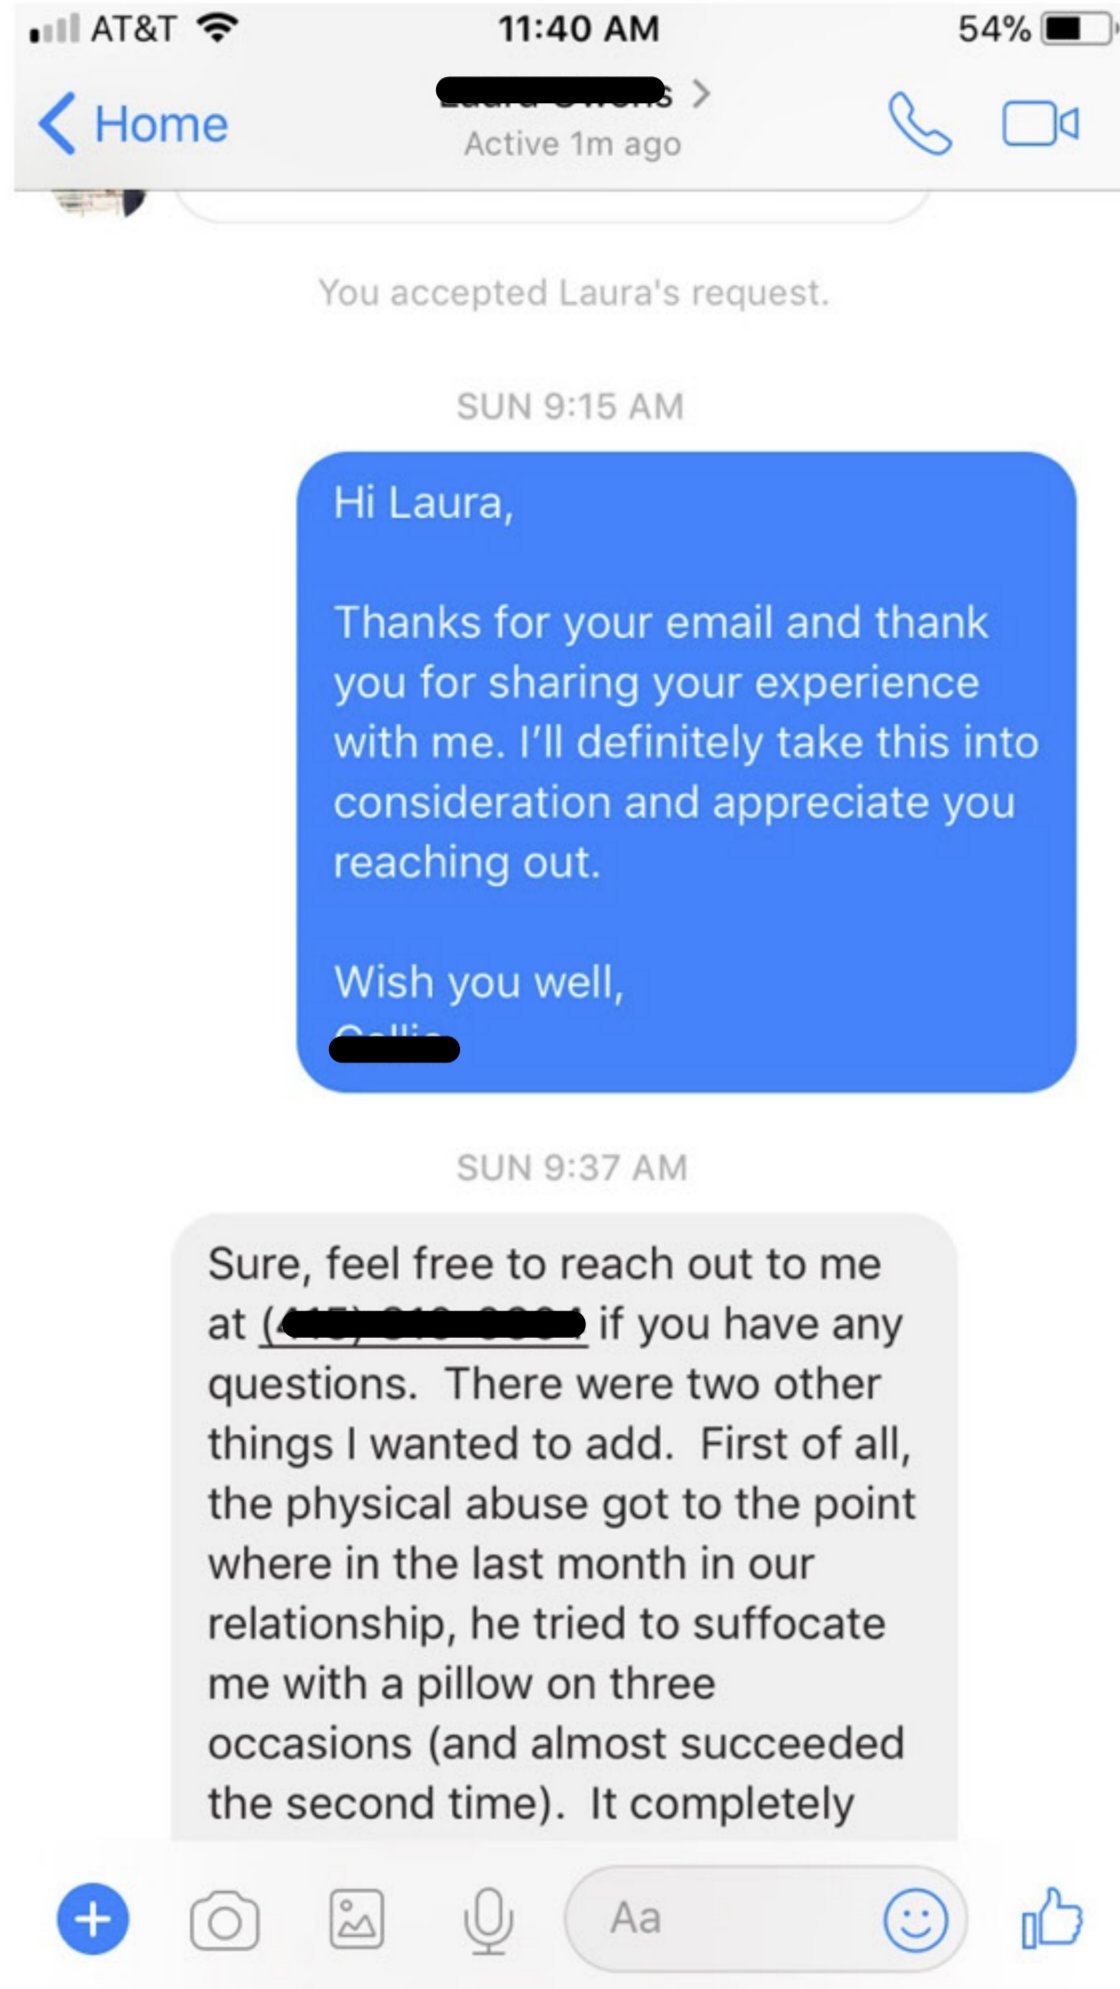 AT&T 11:40 AM 54%
Home
Active 1m ago
You accepted Laura's request.
SUN 9:15 AM
Hi Laura,
Thanks for your email and thank
you for sharing your experience
with me. I'll definitely take this into
consideration and appreciate you
reaching out.
Wish you well,
SUN 9:37 AM
Sure, feel free to reach out to me
at ( if you have any
questions.  There were two other
things I wanted to add.  First of all,
the physical abuse got to the point
where in the last month in our
relationship, he tried to suffocate
me with a pillow on three
occasions (and almost succeeded
the second time).  It completely
Aa